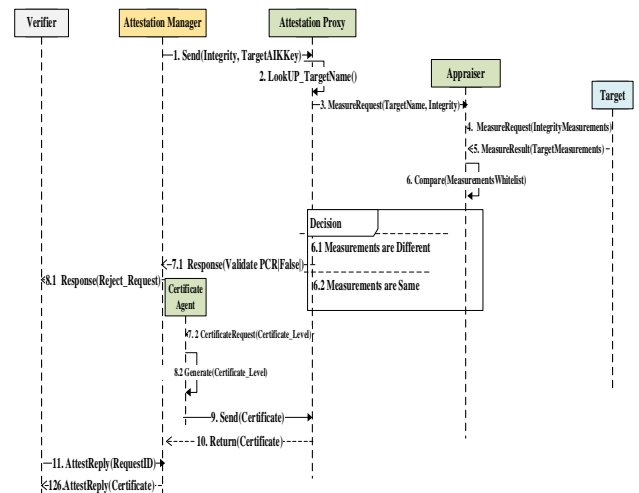 Verifier
Attestation Manager
Attestation Proxy
1. Send(Integrity, TargetAIKKey)
2. LookUP_TargetName()
Appraiser
Target
3. MeasureRequest(TargetName, Integrity)
4. MeasureRequest(IntegrityMeasurements)
5. MeasureResult(TargetMeasurements)
6. Compare(MeasurementsWhitelist)
Decision
6.1 Measurements are Different
7.1 Response(Validate PCR|False|)
8.1 Response(Reject_Request)
6.2 Measurements are Same
Certificate
Agent
7. 2 CertificateRequest(Certificate_Level)
8.2 Generate(Certificate_Level)
9. Send(Certificate)
10. Return(Certificate)
11. AttestReply(RequestID)
126.AttestReply(Certificate)